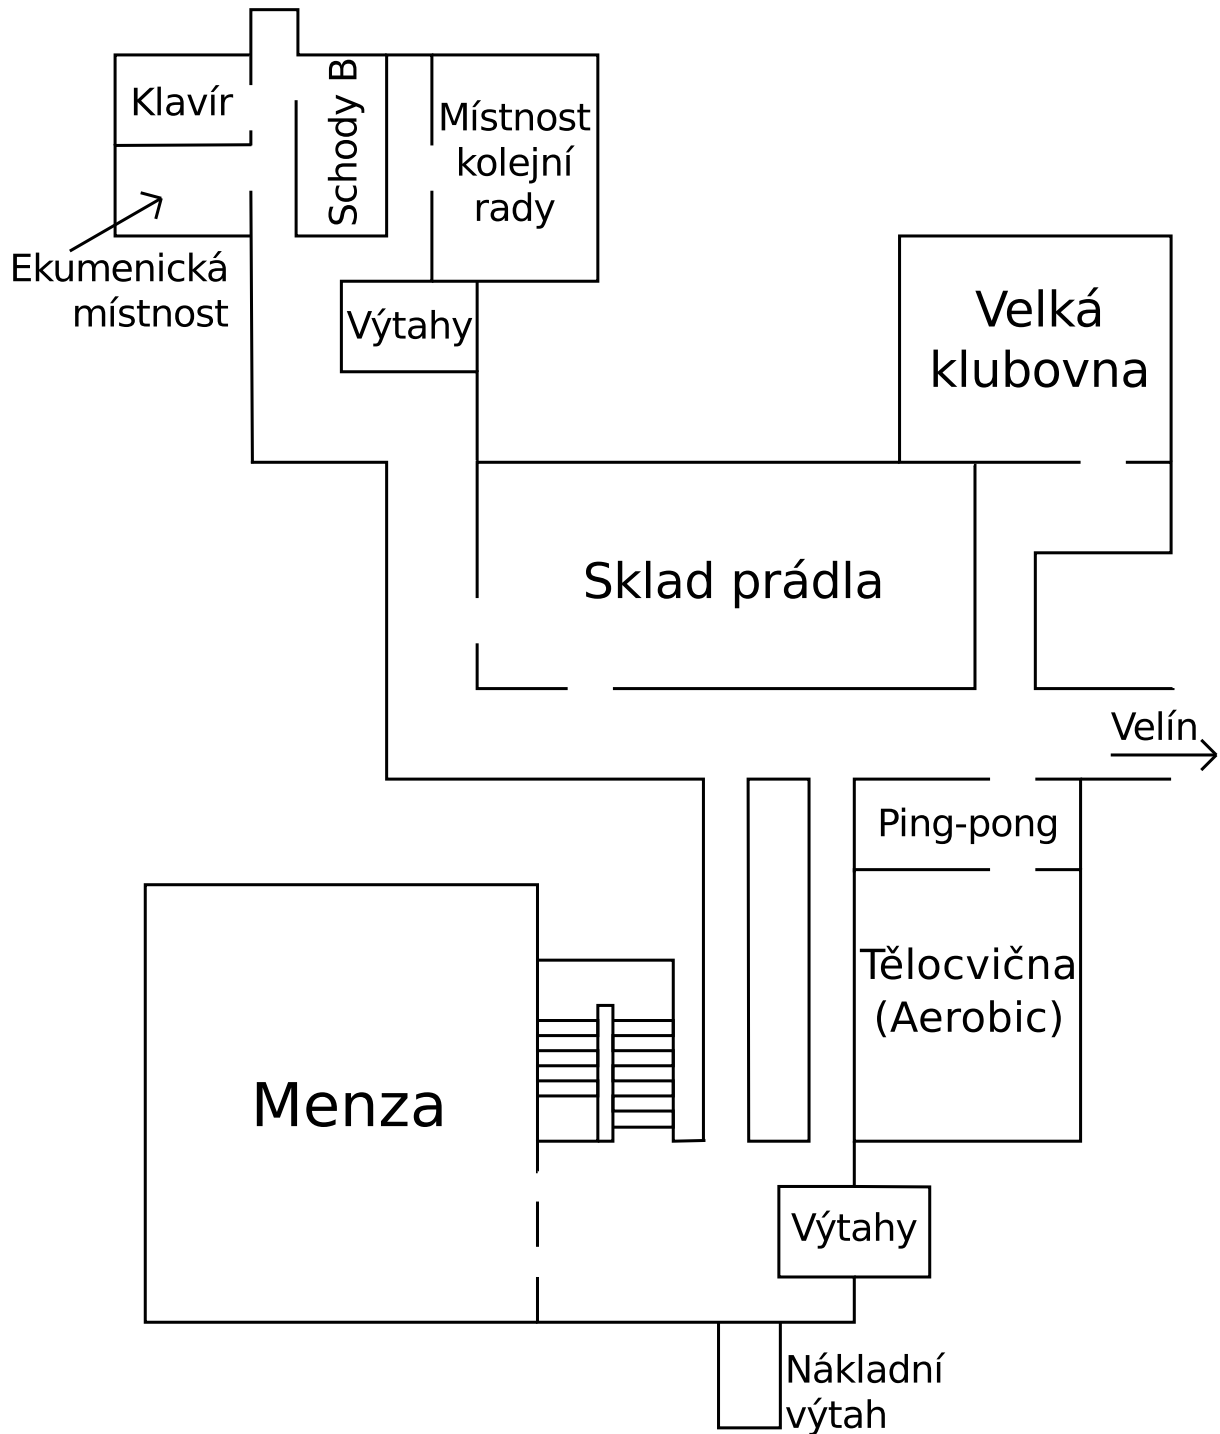 Klavír
Schody B
Místnost
kolejní
rady
Ekumenická
místnost
Výtahy
Velká
klubovna
Sklad prádla
Velín
Ping-pong
Tělocvična
(Aerobic)
Menza
Výtahy
Nákladní
výtah